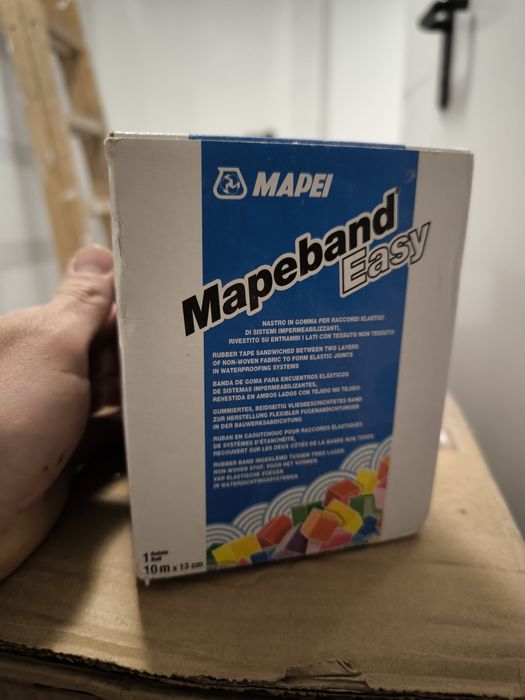 MAPEI
Mapeband
Easy
NASTRO IN GOMMA PER RACCORDI ELASTICI
DI SISTEMI IMPERMEABILIZZANTI,
RIVESTITO SU ENTRAMBI I LATI CON TESSUTO NON TESSUTO
RUBBER TAPE SANDWICHED BETWEEN TWO LAYERS
OF NON-WOVEN FABRIC TO FORM ELASTIC JOINTS
IN WATERPROOFING SYSTEMS
BANDA DE GOMA PARA ENCUENTROS ELÁSTICOS
DE SISTEMAS IMPERMEABILIZANTES,
REVESTIDA EN AMBOS LADOS CON TEJIDO NO TEJIDO
GUMMIERTES, BEIDSEITIG VLIESBESCHICHTETES BAND
ZUR HERSTELLUNG FLEXIBLER FUGENABDICHTUNGEN
IN DER BAUWERKSABDICHTUNG
RUBAN EN CAOUTCHOUC POUR RACCORDS ÉLASTIQUES
DE SYSTÈMES D'ÉTANCHÉITÉ,
RECOUVERT SUR LES DEUX CÔTÉS DE LA BANDE NON TISSÉE
RUBBER BAND INGEKLEMD TUSSEN TWEE LAGEN
NON-WOVEN STOF, VOOR HET VORMEN
VAN ELASTISCHE VOEGEN
IN WATERDICHTINGSSYSTEMEN
1 Rotolo
Roll
10 m x 13 cm